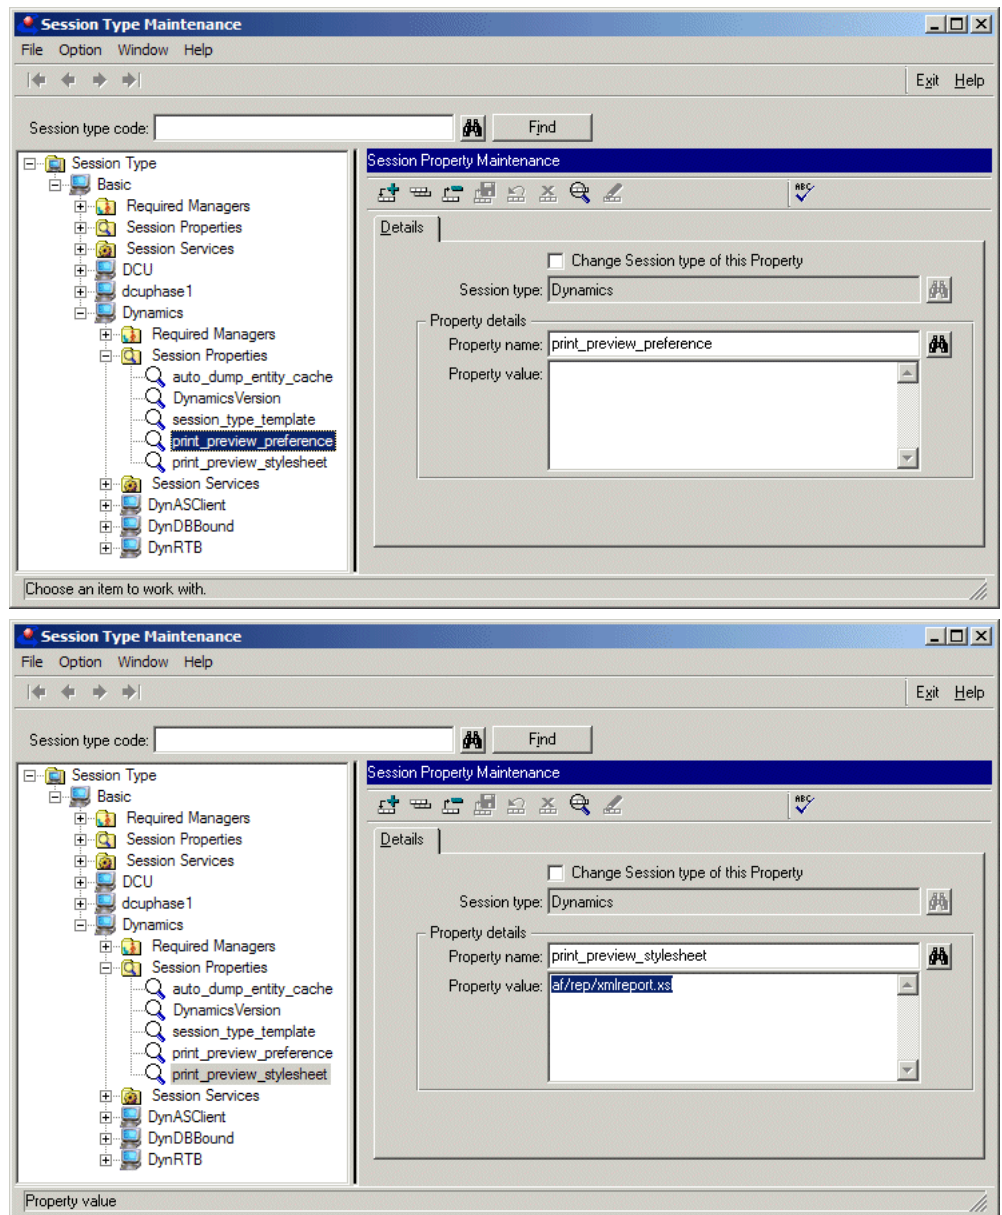 Session Type Maintenance
File Option Window Help
Exit Help
Session type code: Find
Session Type
Basic
Required Managers
Session Properties
Session Services
DCU
dcuphase1
Dynamics
Required Managers
Session Properties
auto_dump_entity_cache
DynamicsVersion
session_type_template
print_preview_preference
print_preview_stylesheet
Session Services
DynASClient
DynDBBound
DynRTB
Session Property Maintenance
ABC
Details
Change Session type of this Property
Session type: Dynamics
Property details
Property name: print_preview_preference
Property value:
Choose an item to work with.
Session Type Maintenance
File Option Window Help
Exit Help
Session type code: Find
Session Type
Basic
Required Managers
Session Properties
Session Services
DCU
dcuphase1
Dynamics
Required Managers
Session Properties
auto_dump_entity_cache
DynamicsVersion
session_type_template
print_preview_preference
print_preview_stylesheet
Session Services
DynASClient
DynDBBound
DynRTB
Session Property Maintenance
ABC
Details
Change Session type of this Property
Session type: Dynamics
Property details
Property name: print_preview_stylesheet
Property value: af/rep/xmlreport.xsl
Property value